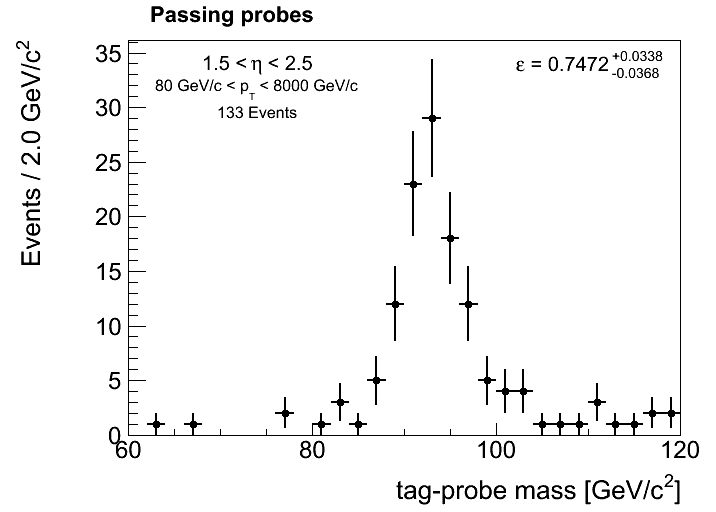 Passing probes
1.5 < η < 2.5
80 GeV/c < p_T < 8000 GeV/c
133 Events
ε = 0.7472 +0.0338 -0.0368
Events / 2.0 GeV/c²
35
30
25
20
15
10
5
0
60 80 100 120
tag-probe mass [GeV/c²]